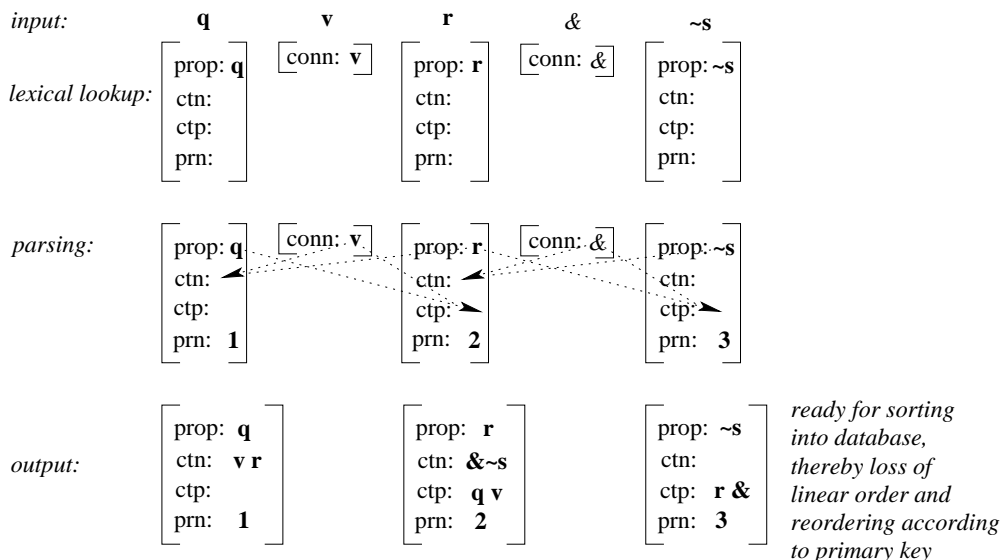 input: q v r & ~s
prop: q conn: v prop: r conn: & prop: ~s
lexical lookup: ctn: ctn: ctn:
ctp: ctp: ctp:
prn: prn: prn:
parsing: prop: q conn: v prop: r conn: & prop: ~s
ctn: ctn: ctn:
ctp: ctp: ctp:
prn: 1 prn: 2 prn: 3
prop: q prop: r prop: ~s ready for sorting
output: ctn: v r ctn: &~s ctn: into database,
ctp: ctp: q v ctp: r & thereby loss of
prn: 1 prn: 2 prn: 3 linear order and
reordering according
to primary key